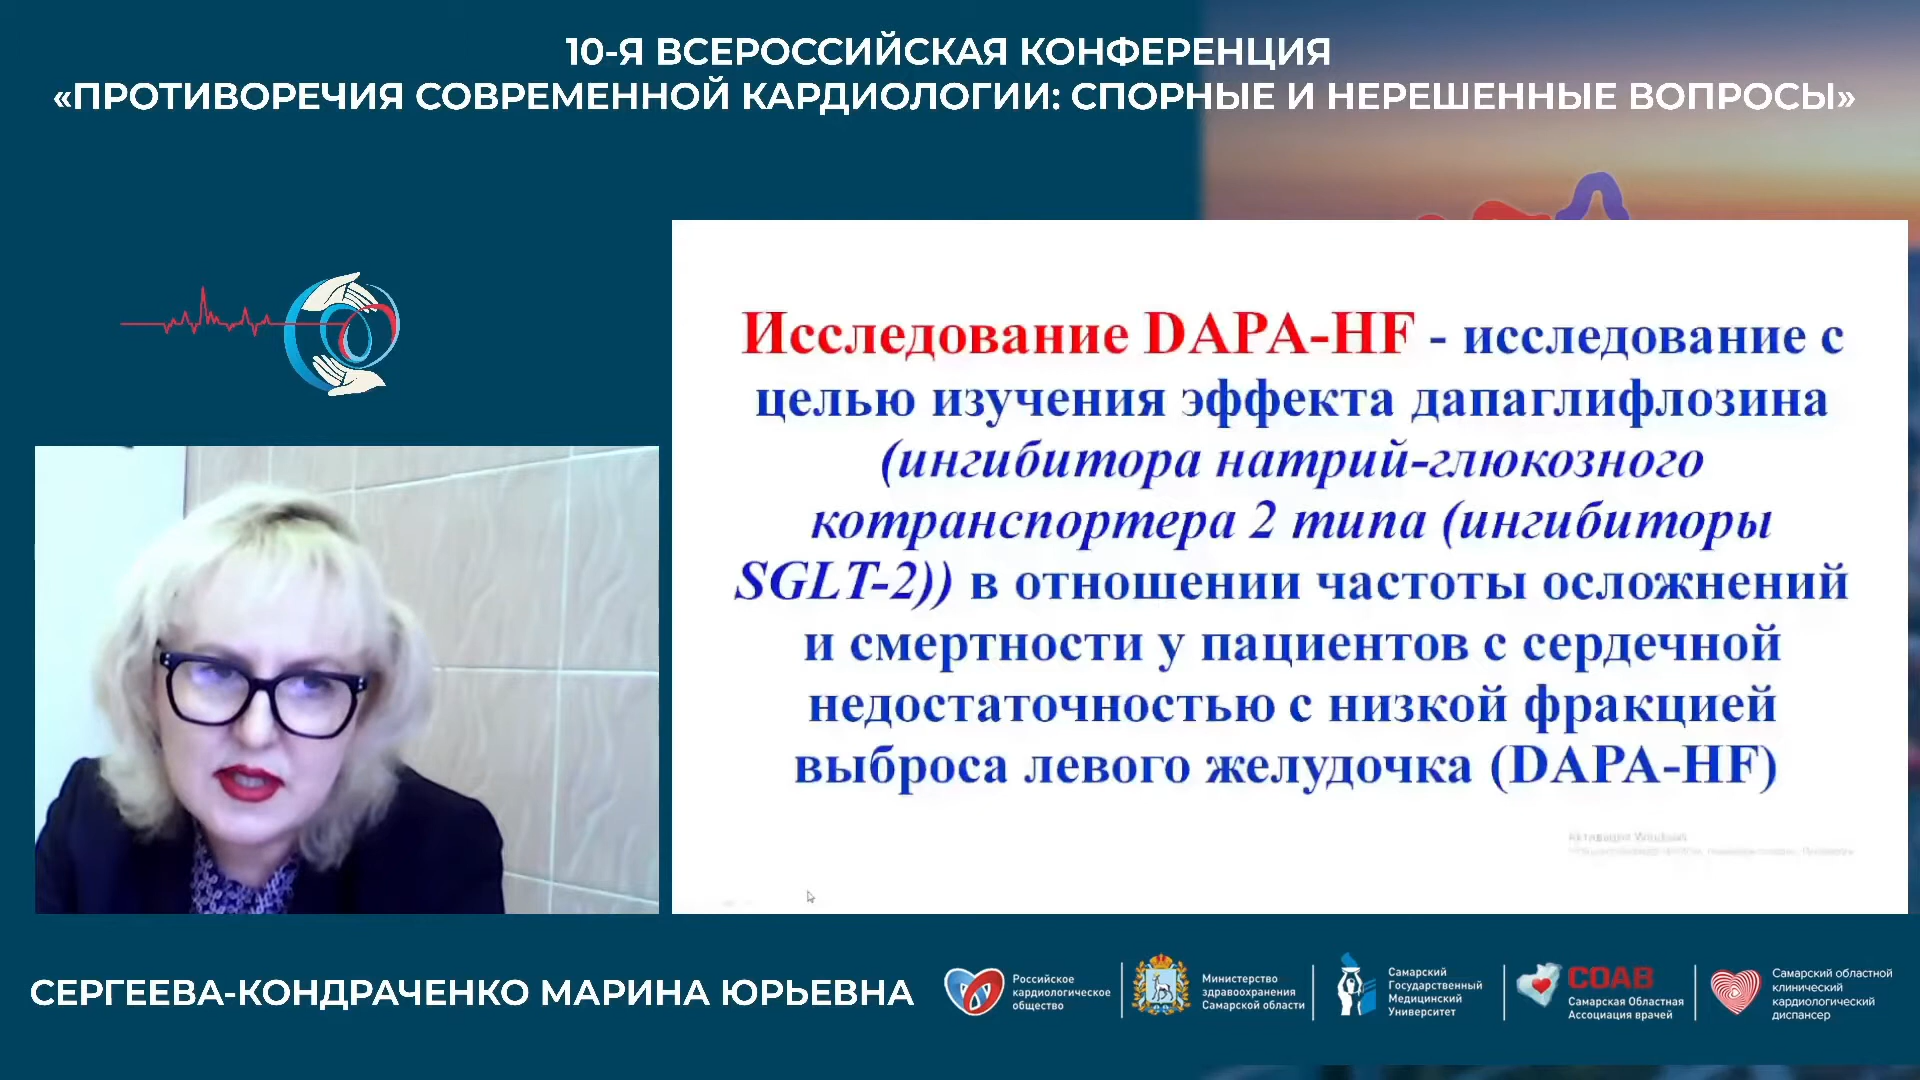 10-Я ВСЕРОССИЙСКАЯ КОНФЕРЕНЦИЯ
«ПРОТИВОРЕЧИЯ СОВРЕМЕННОЙ КАРДИОЛОГИИ: СПОРНЫЕ И НЕРЕШЕННЫЕ ВОПРОСЫ»
Исследование DAPA-HF - исследование с
целью изучения эффекта дапаглифлозина
(ингибитора натрий-глюкозного
котранспортера 2 типа (ингибиторы
SGLT-2)) в отношении частоты осложнений
и смертности у пациентов с сердечной
недостаточностью с низкой фракцией
выброса левого желудочка (DAPA-HF)
Активация Windows
СЕРГЕЕВА-КОНДРАЧЕНКО МАРИНА ЮРЬЕВНА
Российское
кардиологическое
общество
Министерство
здравоохранения
Самарской области
Самарский
Государственный
Медицинский
Университет
СОАВ
Самарская Областная
Ассоциация врачей
Самарский областной
клинический
кардиологический
диспансер